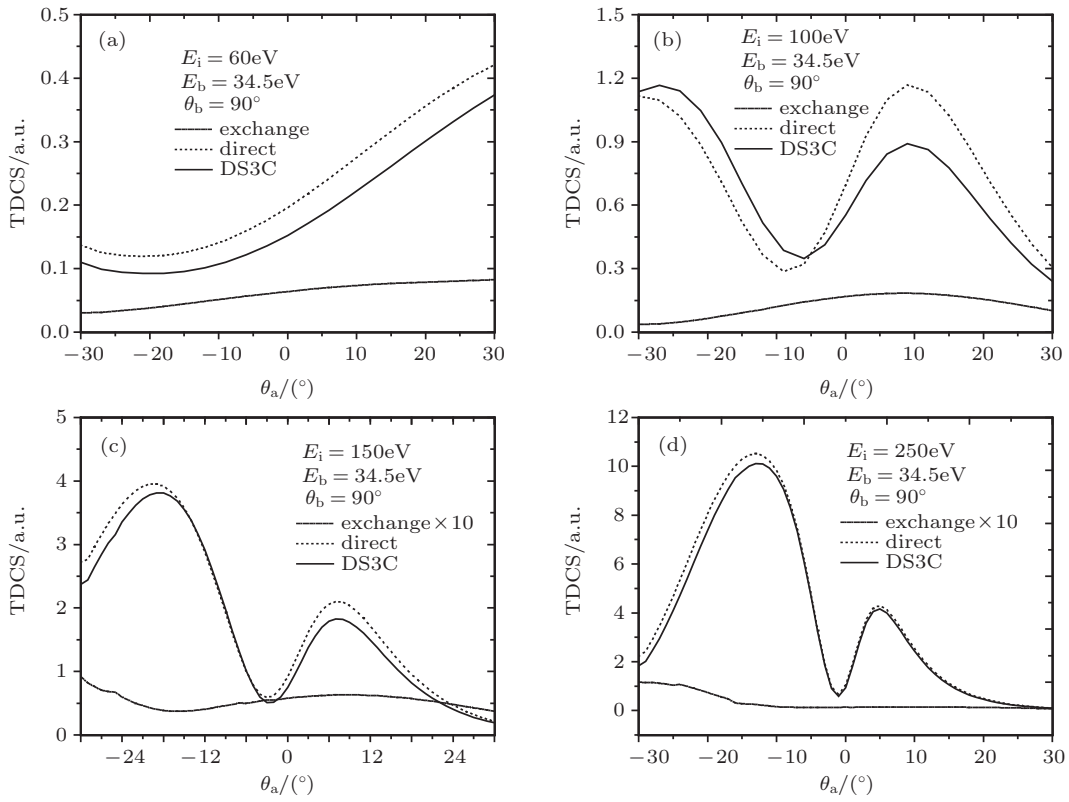 (a)
E_i = 60eV
E_b = 34.5eV
θ_b = 90°
exchange
direct
DS3C
TDCS/a.u.
0.5
0.4
0.3
0.2
0.1
0.0
−30 −20 −10 0 10 20 30
θ_a/(°)
(b)
E_i = 100eV
E_b = 34.5eV
θ_b = 90°
exchange
direct
DS3C
TDCS/a.u.
1.5
1.2
0.9
0.6
0.3
0.0
−30 −20 −10 0 10 20 30
θ_a/(°)
(c)
E_i = 150eV
E_b = 34.5eV
θ_b = 90°
exchange×10
direct
DS3C
TDCS/a.u.
5
4
3
2
1
0
−24 −12 0 12 24
θ_a/(°)
(d)
E_i = 250eV
E_b = 34.5eV
θ_b = 90°
exchange×10
direct
DS3C
TDCS/a.u.
12
10
8
6
4
2
0
−30 −20 −10 0 10 20 30
θ_a/(°)